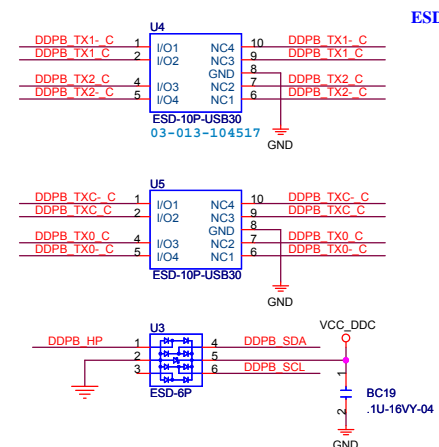 ESD
U4
DDPB_TX1-_C 1 I/O1 NC4 10 DDPB_TX1-_C
DDPB_TX1_C 2 I/O2 NC3 9 DDPB_TX1_C
GND 8
DDPB_TX2_C 4 I/O3 NC2 7 DDPB_TX2_C
DDPB_TX2-_C 5 I/O4 NC1 6 DDPB_TX2-_C
ESD-10P-USB30
03-013-104517
GND
U5
DDPB_TXC-_C 1 I/O1 NC4 10 DDPB_TXC-_C
DDPB_TXC_C 2 I/O2 NC3 9 DDPB_TXC_C
GND 8
DDPB_TX0_C 4 I/O3 NC2 7 DDPB_TX0_C
DDPB_TX0-_C 5 I/O4 NC1 6 DDPB_TX0-_C
ESD-10P-USB30
GND
U3
VCC_DDC
DDPB_HP 1 4 DDPB_SDA
2 5
3 6 DDPB_SCL
ESD-6P
1
BC19
.1U-16VY-04
2
GND